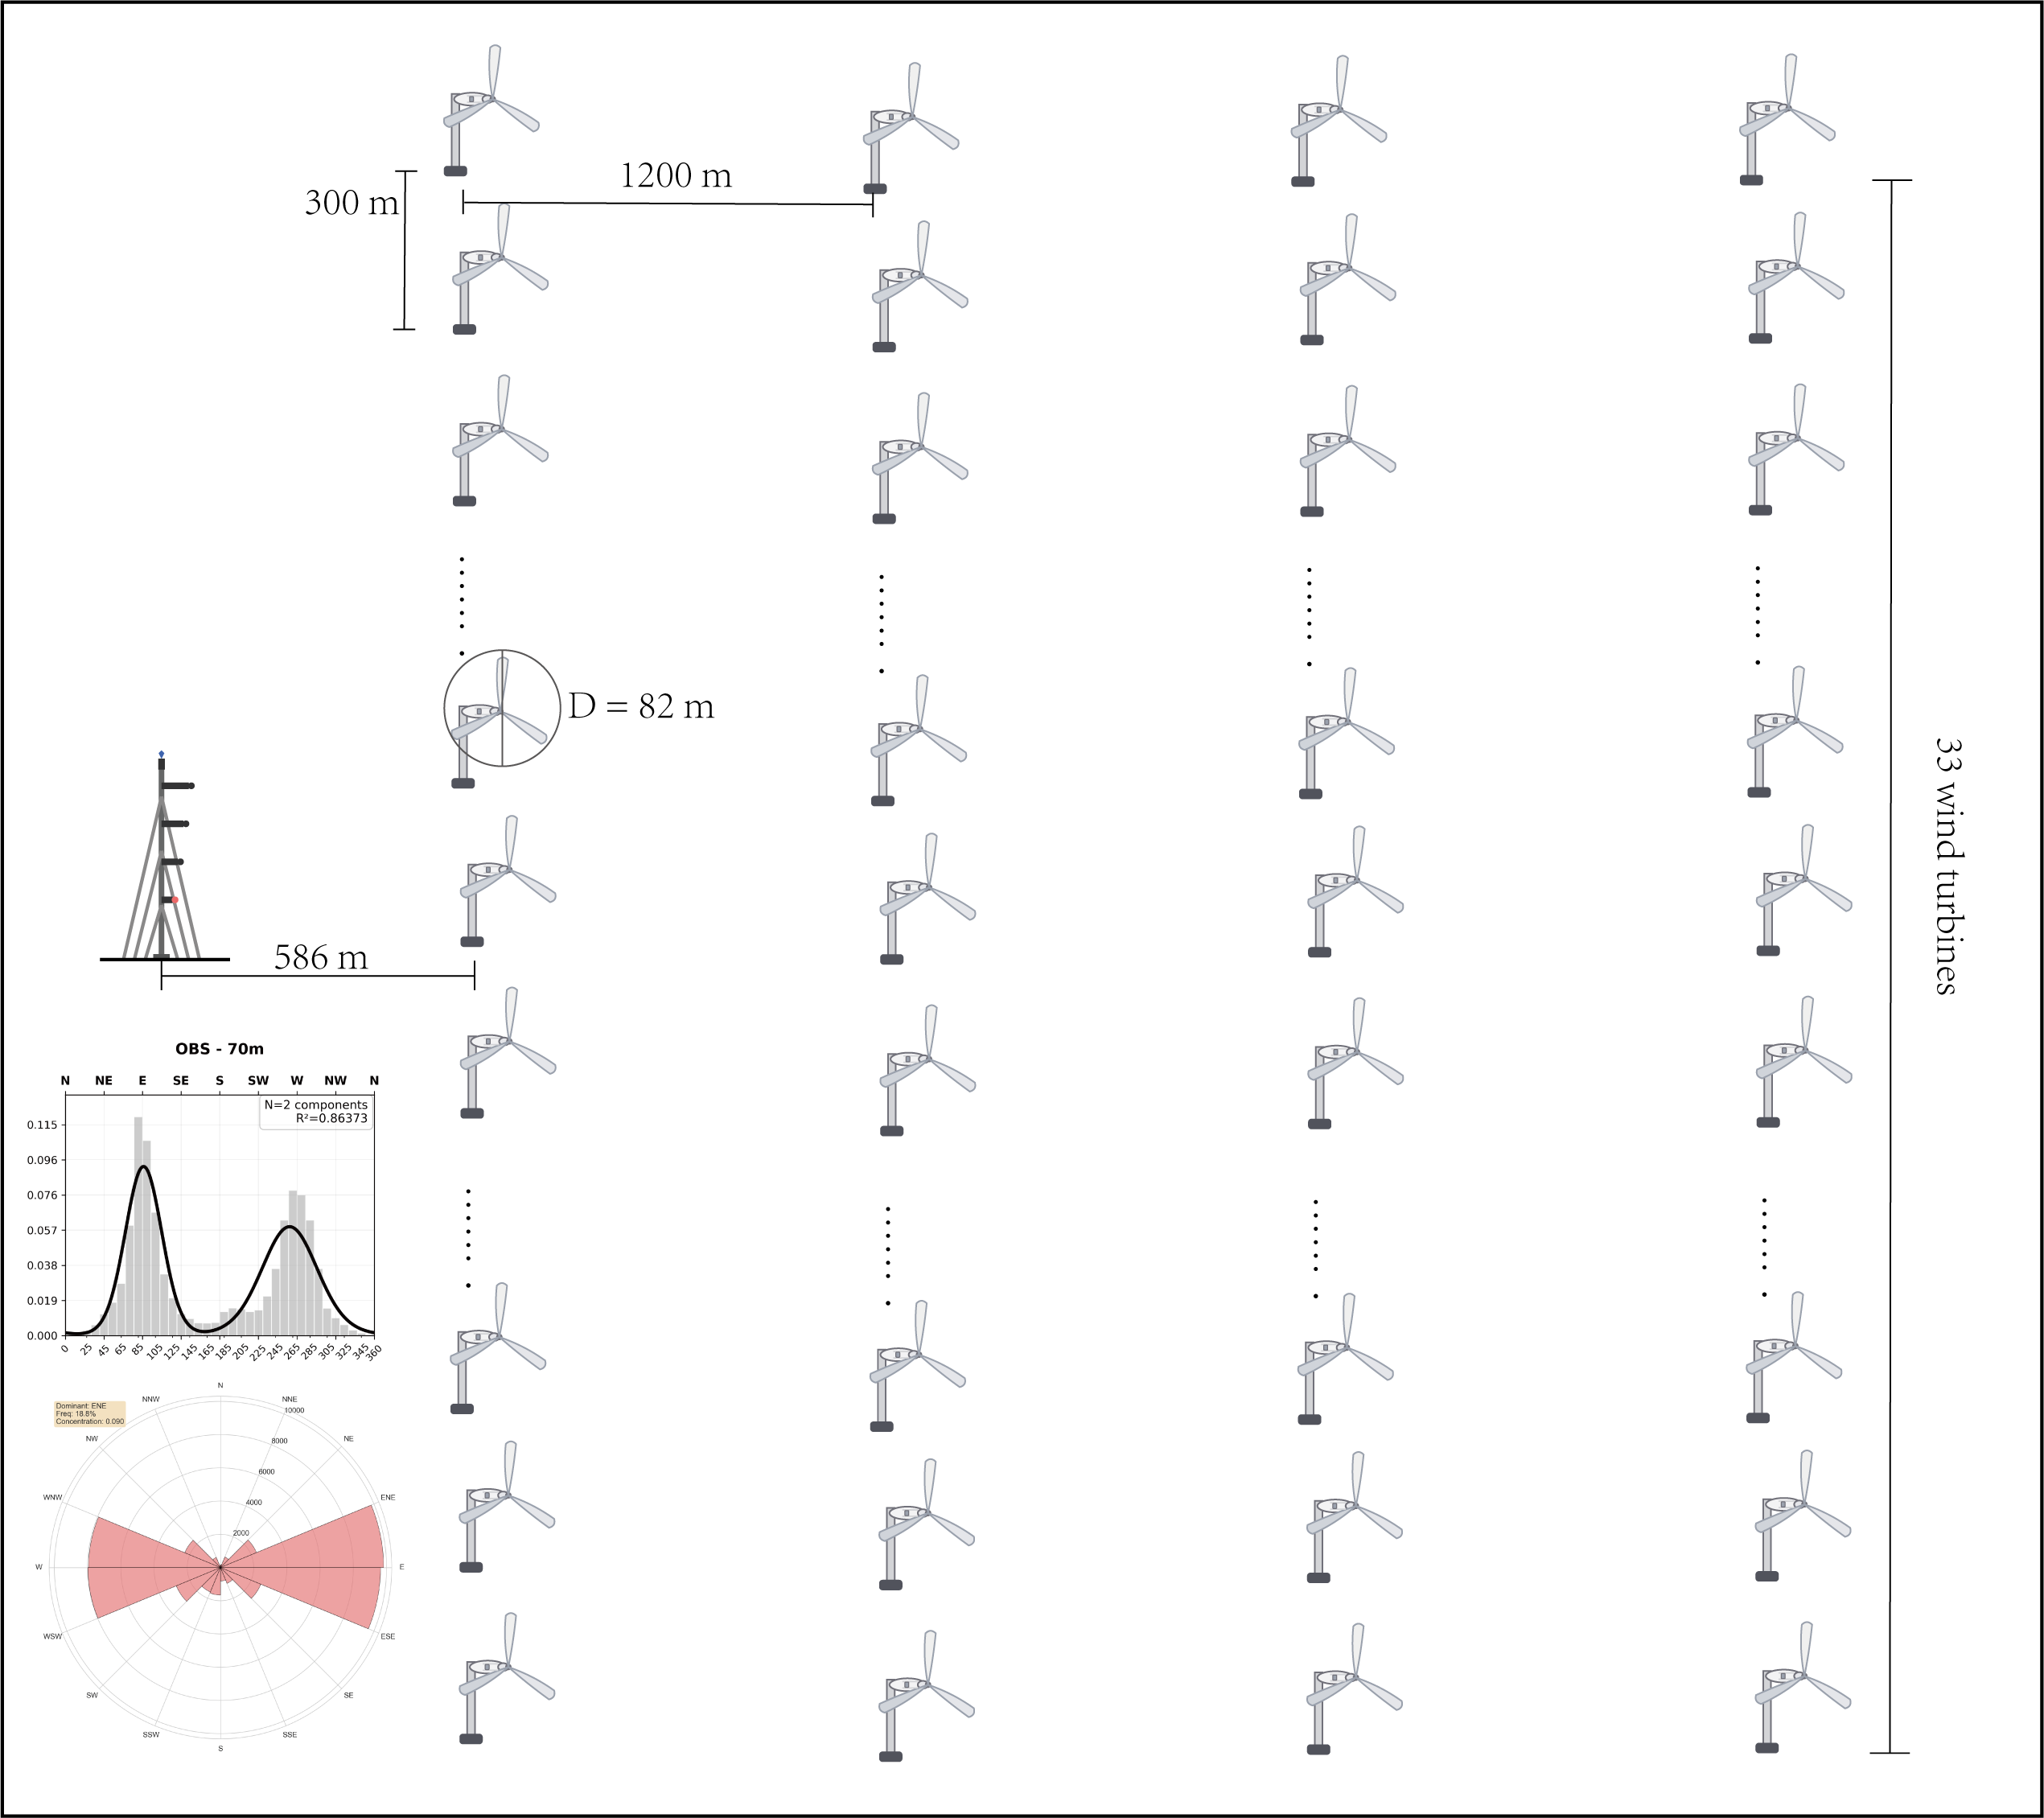 1200 m
300 m
D = 82 m
33 wind turbines
586 m
OBS - 70m
N NE E SE S SW W NW N
N=2 components
R²=0.86373
0.115
0.096
0.076
0.057
0.038
0.019
0.000
0 25 45 65 85 105 125 145 165 185 205 225 245 265 285 305 325 345 360
N
NNW NNE
Dominant: ENE
Freq: 18.8%
Concentration: 0.090
10000
NW NE
8000
6000
WNW ENE
4000
2000
W E
WSW ESE
SW SE
SSW SSE
S